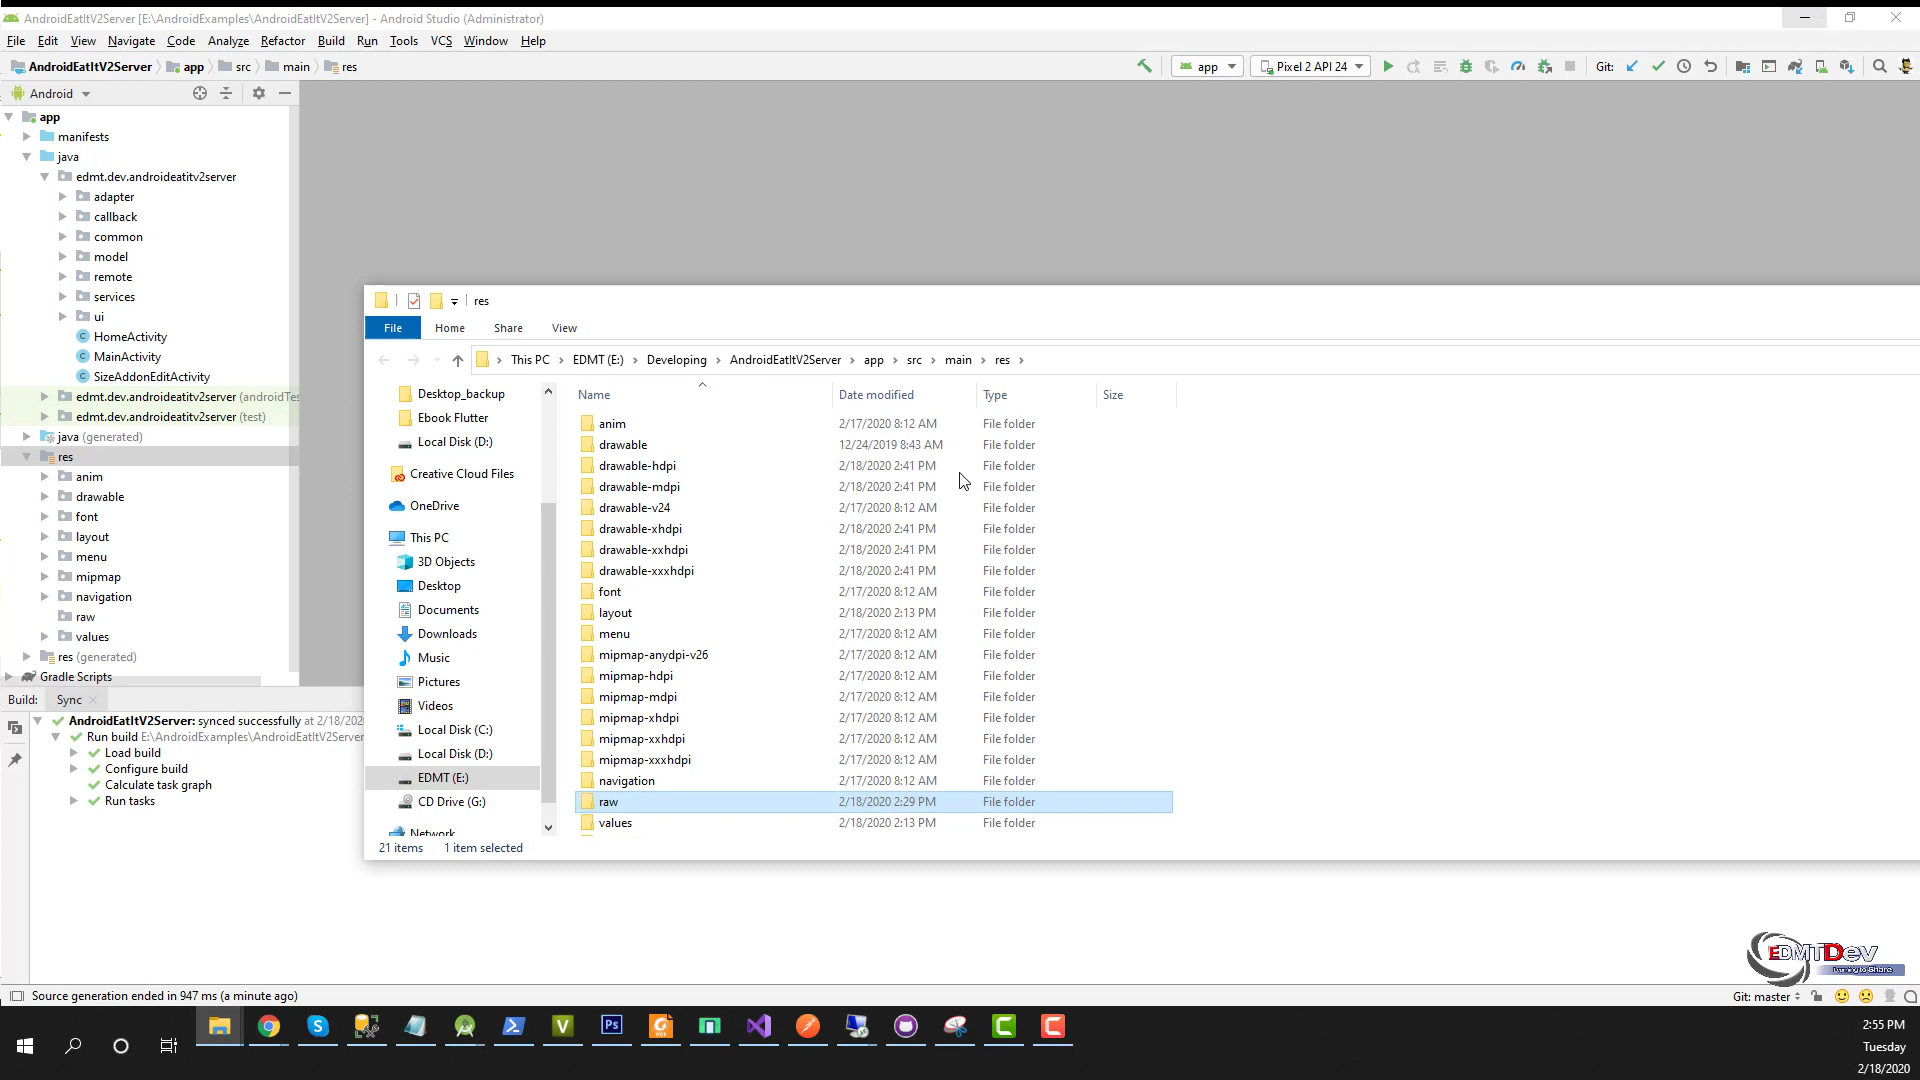 AndroidEatItV2Server [E:\AndroidExamples\AndroidEatItV2Server] - Android Studio (Administrator)
File Edit View Navigate Code Analyze Refactor Build Run Tools VCS Window Help
AndroidEatItV2Server app src main res
app Pixel 2 API 24 Git:
Android
app
manifests
java
edmt.dev.androideatitv2server
adapter
callback
common
model
remote
services
ui
HomeActivity
MainActivity
SizeAddonEditActivity
edmt.dev.androideatitv2server (androidTes
edmt.dev.androideatitv2server (test)
java (generated)
res
anim
drawable
font
layout
menu
mipmap
navigation
raw
values
res (generated)
Gradle Scripts
Build: Sync
AndroidEatItV2Server: synced successfully at 2/18/202
Run build E:\AndroidExamples\AndroidEatItV2Server
Load build
Configure build
Calculate task graph
Run tasks
res
File Home Share View
This PC EDMT (E:) Developing AndroidEatItV2Server app src main res
Desktop_backup
Ebook Flutter
Local Disk (D:)
Creative Cloud Files
OneDrive
This PC
3D Objects
Desktop
Documents
Downloads
Music
Pictures
Videos
Local Disk (C:)
Local Disk (D:)
EDMT (E:)
CD Drive (G:)
Network
Name Date modified Type Size
anim 2/17/2020 8:12 AM File folder
drawable 12/24/2019 8:43 AM File folder
drawable-hdpi 2/18/2020 2:41 PM File folder
drawable-mdpi 2/18/2020 2:41 PM File folder
drawable-v24 2/17/2020 8:12 AM File folder
drawable-xhdpi 2/18/2020 2:41 PM File folder
drawable-xxhdpi 2/18/2020 2:41 PM File folder
drawable-xxxhdpi 2/18/2020 2:41 PM File folder
font 2/17/2020 8:12 AM File folder
layout 2/18/2020 2:13 PM File folder
menu 2/17/2020 8:12 AM File folder
mipmap-anydpi-v26 2/17/2020 8:12 AM File folder
mipmap-hdpi 2/17/2020 8:12 AM File folder
mipmap-mdpi 2/17/2020 8:12 AM File folder
mipmap-xhdpi 2/17/2020 8:12 AM File folder
mipmap-xxhdpi 2/17/2020 8:12 AM File folder
mipmap-xxxhdpi 2/17/2020 8:12 AM File folder
navigation 2/17/2020 8:12 AM File folder
raw 2/18/2020 2:29 PM File folder
values 2/18/2020 2:13 PM File folder
21 items 1 item selected
EDMTDev
Learning to Share
Source generation ended in 947 ms (a minute ago)
Git: master
2:55 PM
Tuesday
2/18/2020